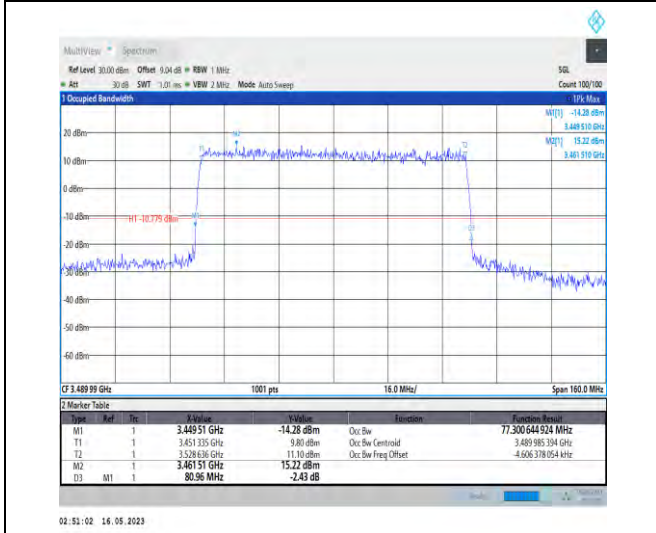 MultiView Spectrum
Ref Level 30.00 dBm Offset 9.04 dB RBW 1 MHz SGL
Att 30 dB SWT 1.01 ms VBW 2 MHz Mode Auto Sweep Count 100/100
1 Occupied Bandwidth 1Pk Max
M1[1] -14.28 dBm
3.449 510 GHz
M2[1] 15.22 dBm
3.461 510 GHz
20 dBm
M2
T1
T2
10 dBm
0 dBm
-10 dBm
H1 -10.779 dBm
M1
D3
-20 dBm
-30 dBm
-40 dBm
-50 dBm
-60 dBm
CF 3.489 99 GHz 1001 pts 16.0 MHz/ Span 160.0 MHz
2 Marker Table
Type Ref Trc X-Value Y-Value Function Function Result
M1 1 3.449 51 GHz -14.28 dBm Occ Bw 77.300 644 924 MHz
T1 1 3.451 335 GHz 9.80 dBm Occ Bw Centroid 3.489 985 394 GHz
T2 1 3.528 636 GHz 11.10 dBm Occ Bw Freq Offset -4.606 378 054 kHz
M2 1 3.461 51 GHz 15.22 dBm
D3 M1 1 80.96 MHz -2.43 dB
02:51:02 16.05.2023